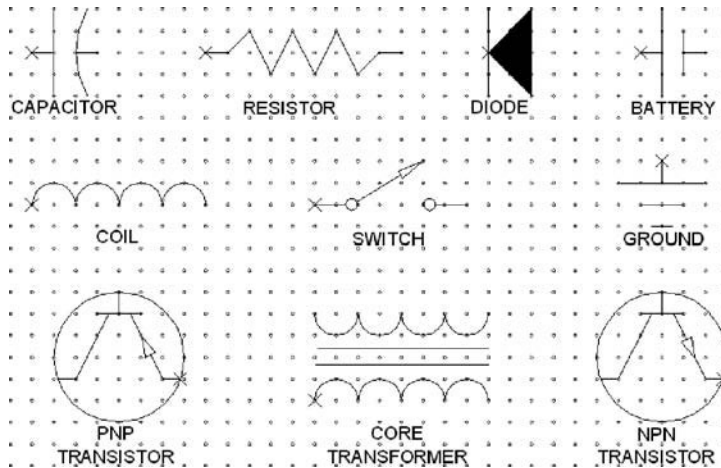 CAPACITOR
RESISTOR
DIODE
BATTERY
COIL
SWITCH
GROUND
PNP
TRANSISTOR
CORE
TRANSFORMER
NPN
TRANSISTOR